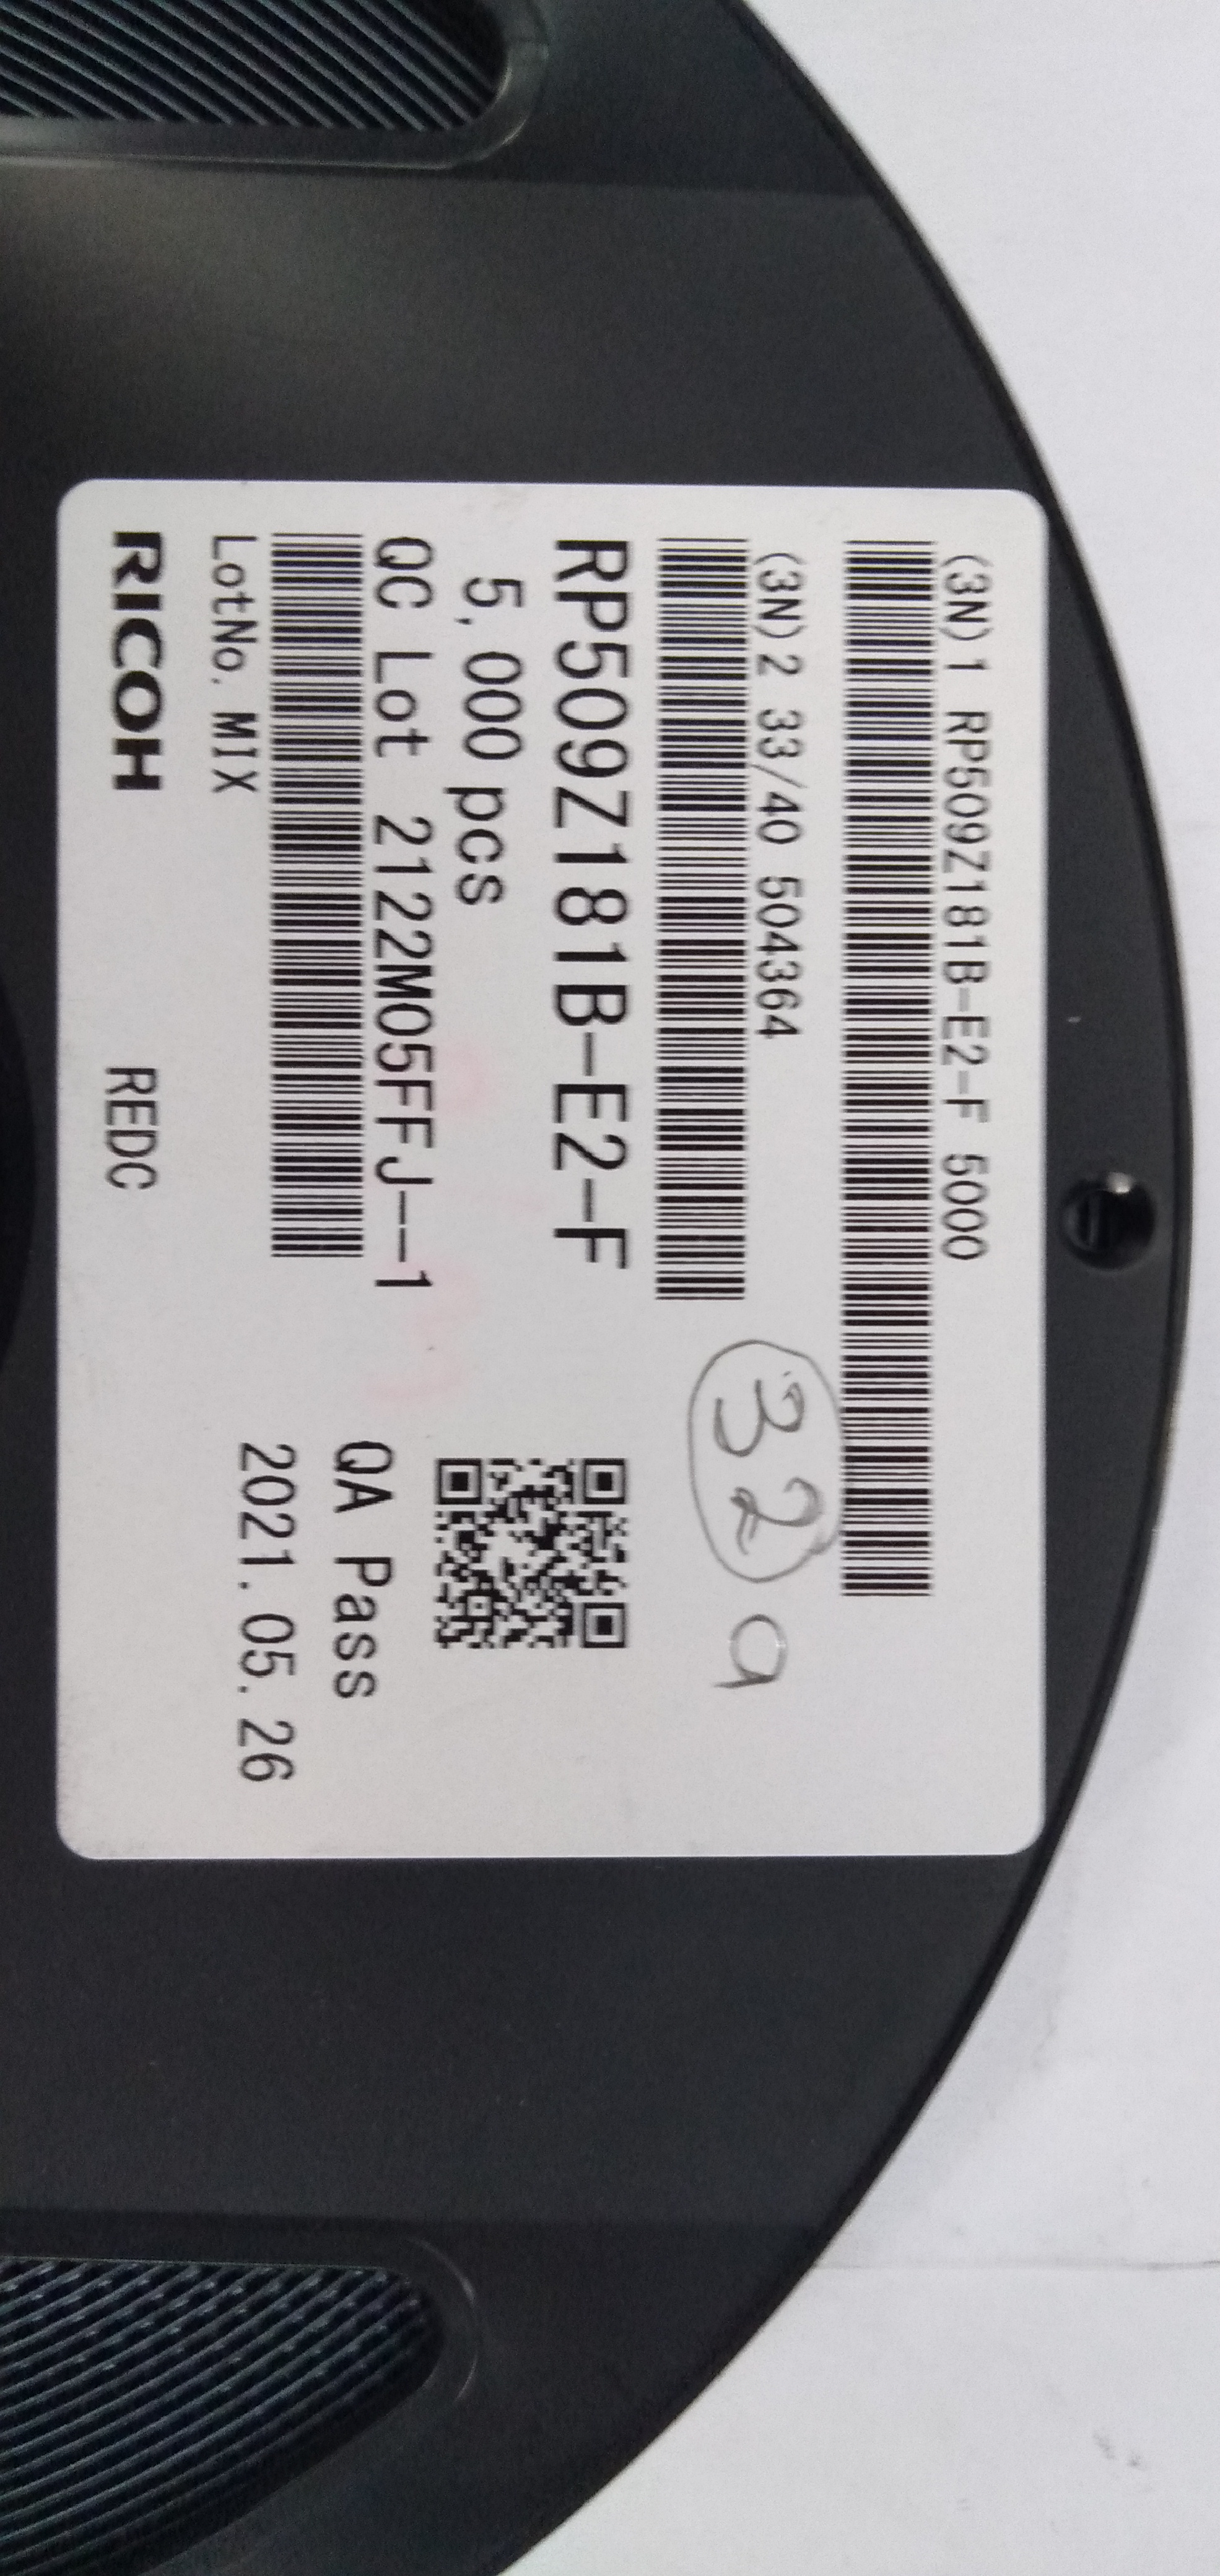 (3N)1 RP509Z181B-E2-F 5000
(3N)2 33/40 504364
32 a
RP509Z181B-E2-F
5,000 pcs
QC Lot 2122M05FFJ--1
QA Pass
LotNo. MIX
2021.05.26
RICOH
REDC